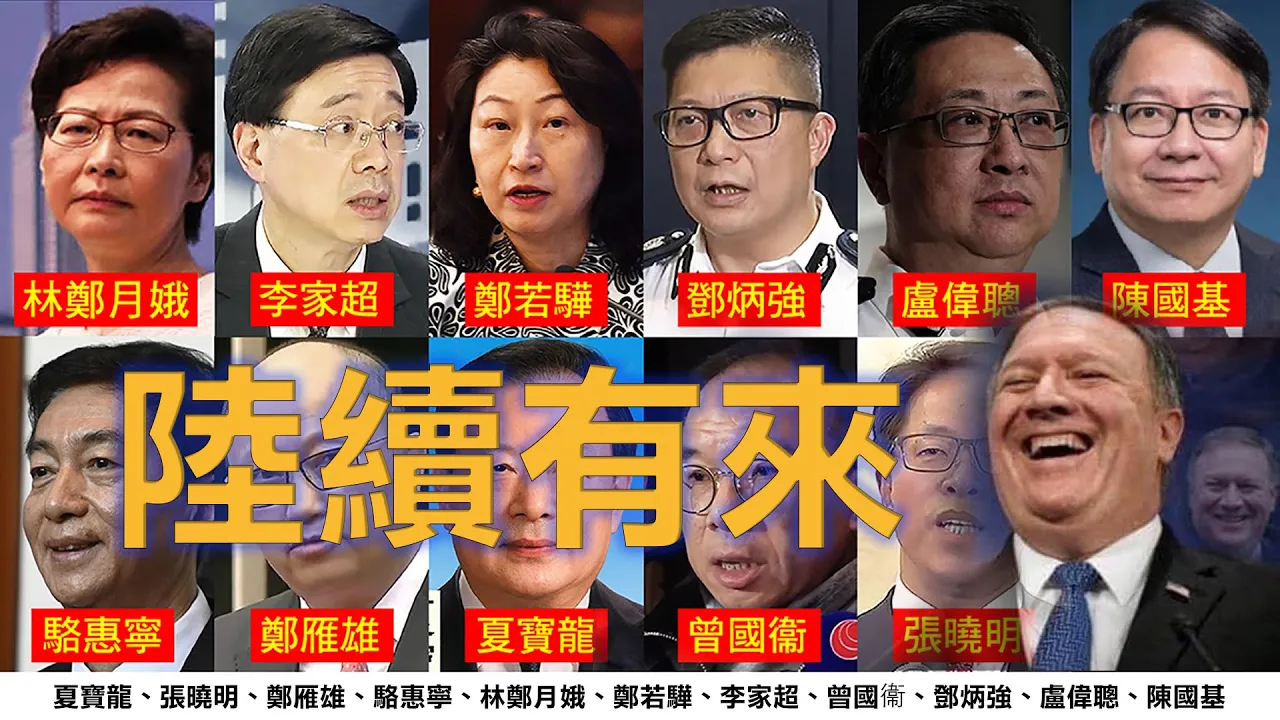 林鄭月娥
李家超
鄭若驊
鄧炳強
盧偉聰
陳國基
陸續有來
駱惠寧
鄭雁雄
夏寶龍
曾國衞
張曉明
夏寶龍、張曉明、鄭雁雄、駱惠寧、林鄭月娥、鄭若驊、李家超、曾國衞、鄧炳強、盧偉聰、陳國基